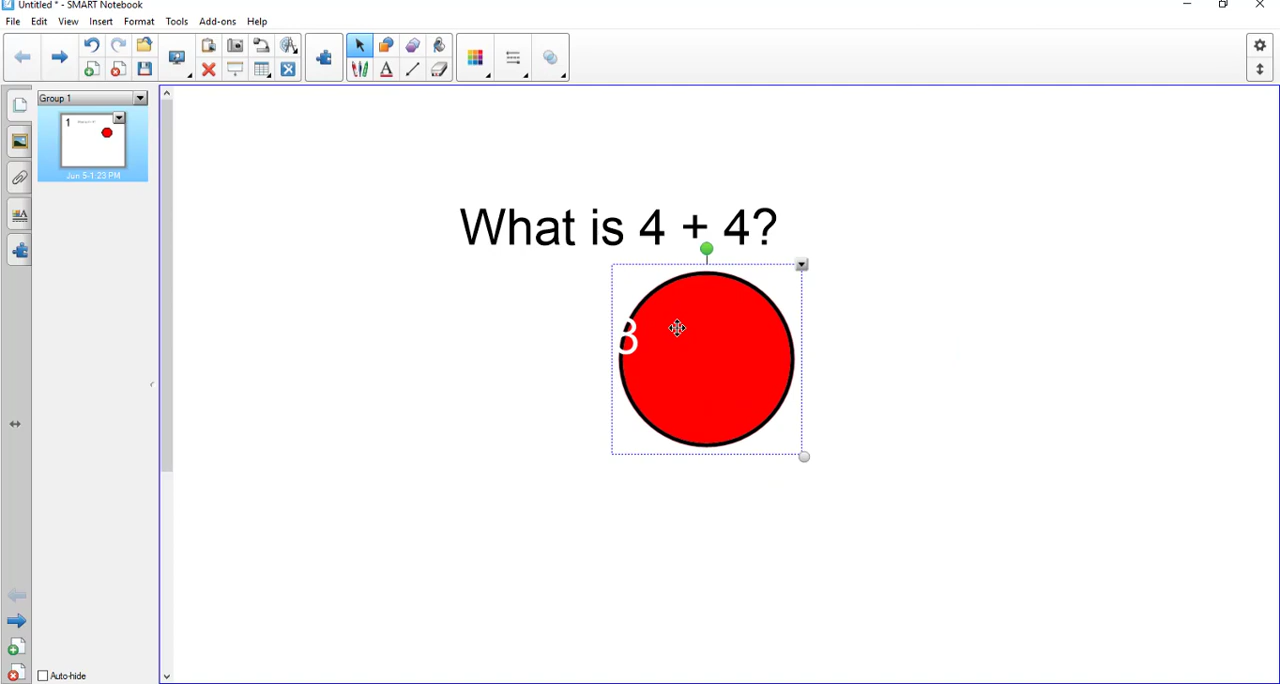 Untitled * - SMART Notebook
File Edit View Insert Format Tools Add-ons Help
Group 1
1
Jun 5-1:23 PM
What is 4 + 4?
Auto-hide